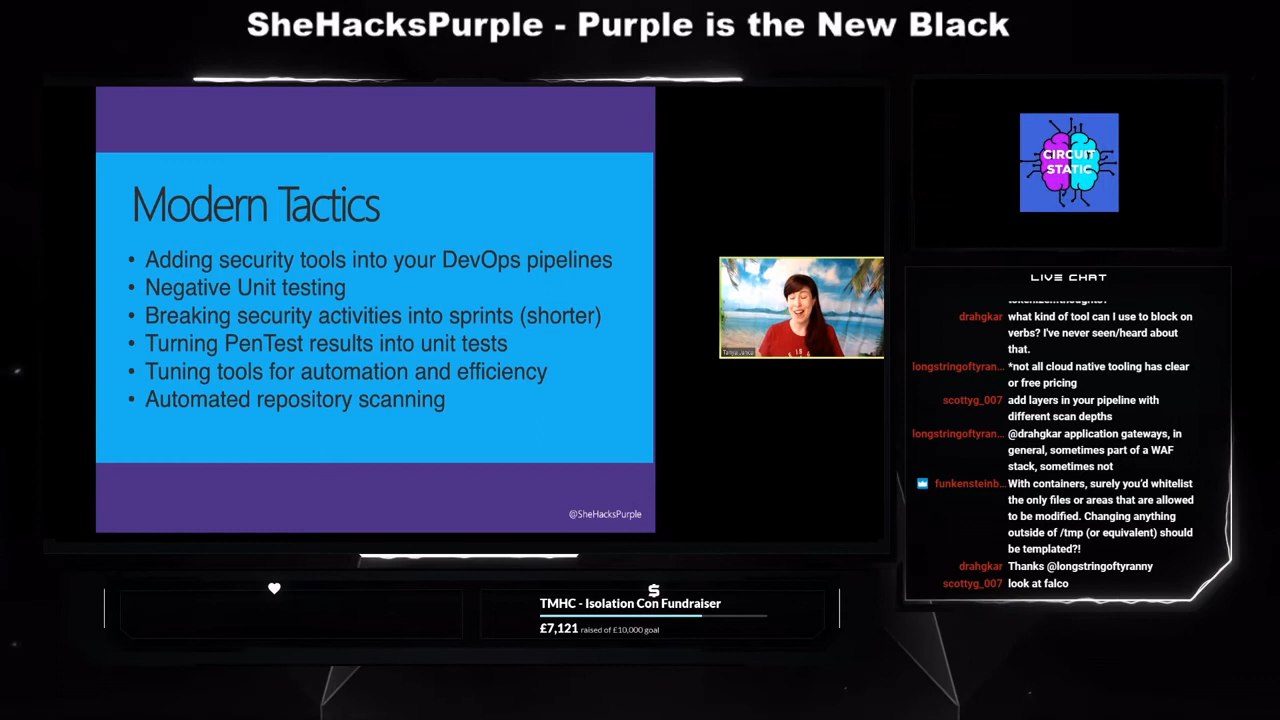 SheHacksPurple - Purple is the New Black
Modern Tactics
• Adding security tools into your DevOps pipelines
• Negative Unit testing
• Breaking security activities into sprints (shorter)
• Turning PenTest results into unit tests
• Tuning tools for automation and efficiency
• Automated repository scanning
@SheHacksPurple
CIRCUIT
STATIC
LIVE CHAT
drahgkar what kind of tool can I use to block on
verbs? I've never seen/heard about
that.
longstringoftyran... *not all cloud native tooling has clear
or free pricing
scottyg_007 add layers in your pipeline with
different scan depths
longstringoftyran... @drahgkar application gateways, in
general, sometimes part of a WAF
stack, sometimes not
funkensteinb... With containers, surely you'd whitelist
the only files or areas that are allowed
to be modified. Changing anything
outside of /tmp (or equivalent) should
be templated?!
drahgkar Thanks @longstringoftyranny
scottyg_007 look at falco
$
TMHC - Isolation Con Fundraiser
£7,121 raised of £10,000 goal